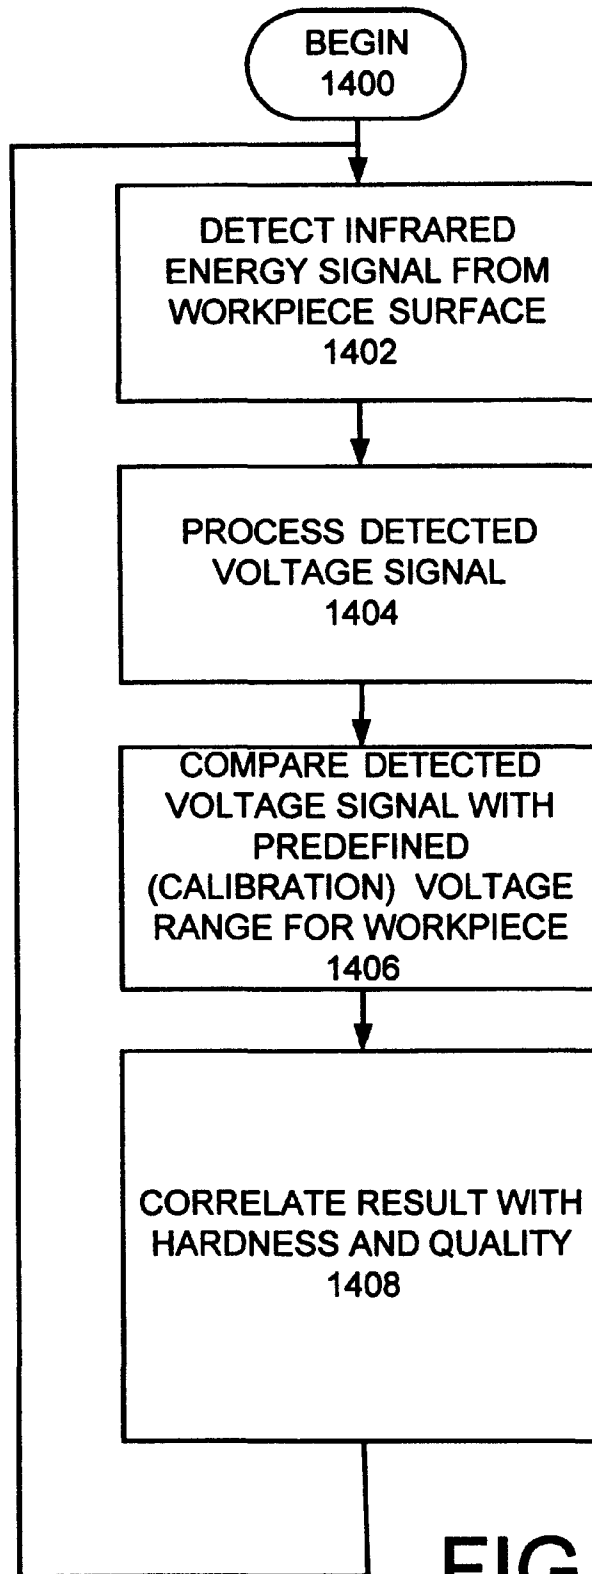 BEGIN
1400
DETECT INFRARED
ENERGY SIGNAL FROM
WORKPIECE SURFACE
1402
PROCESS DETECTED
VOLTAGE SIGNAL
1404
COMPARE DETECTED
VOLTAGE SIGNAL WITH
PREDEFINED
(CALIBRATION) VOLTAGE
RANGE FOR WORKPIECE
1406
CORRELATE RESULT WITH
HARDNESS AND QUALITY
1408
FIG